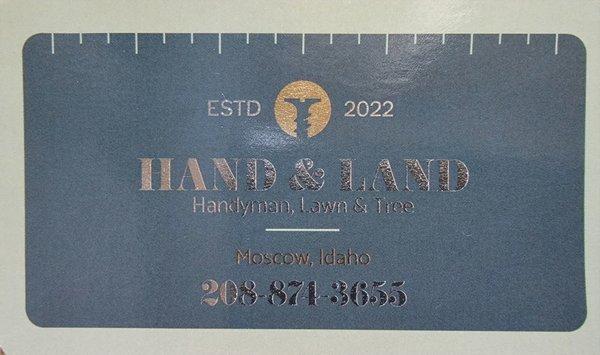 ESTD 2022
HAND & LAND
Handyman, Lawn & Tree
Moscow, Idaho
208-874-3655